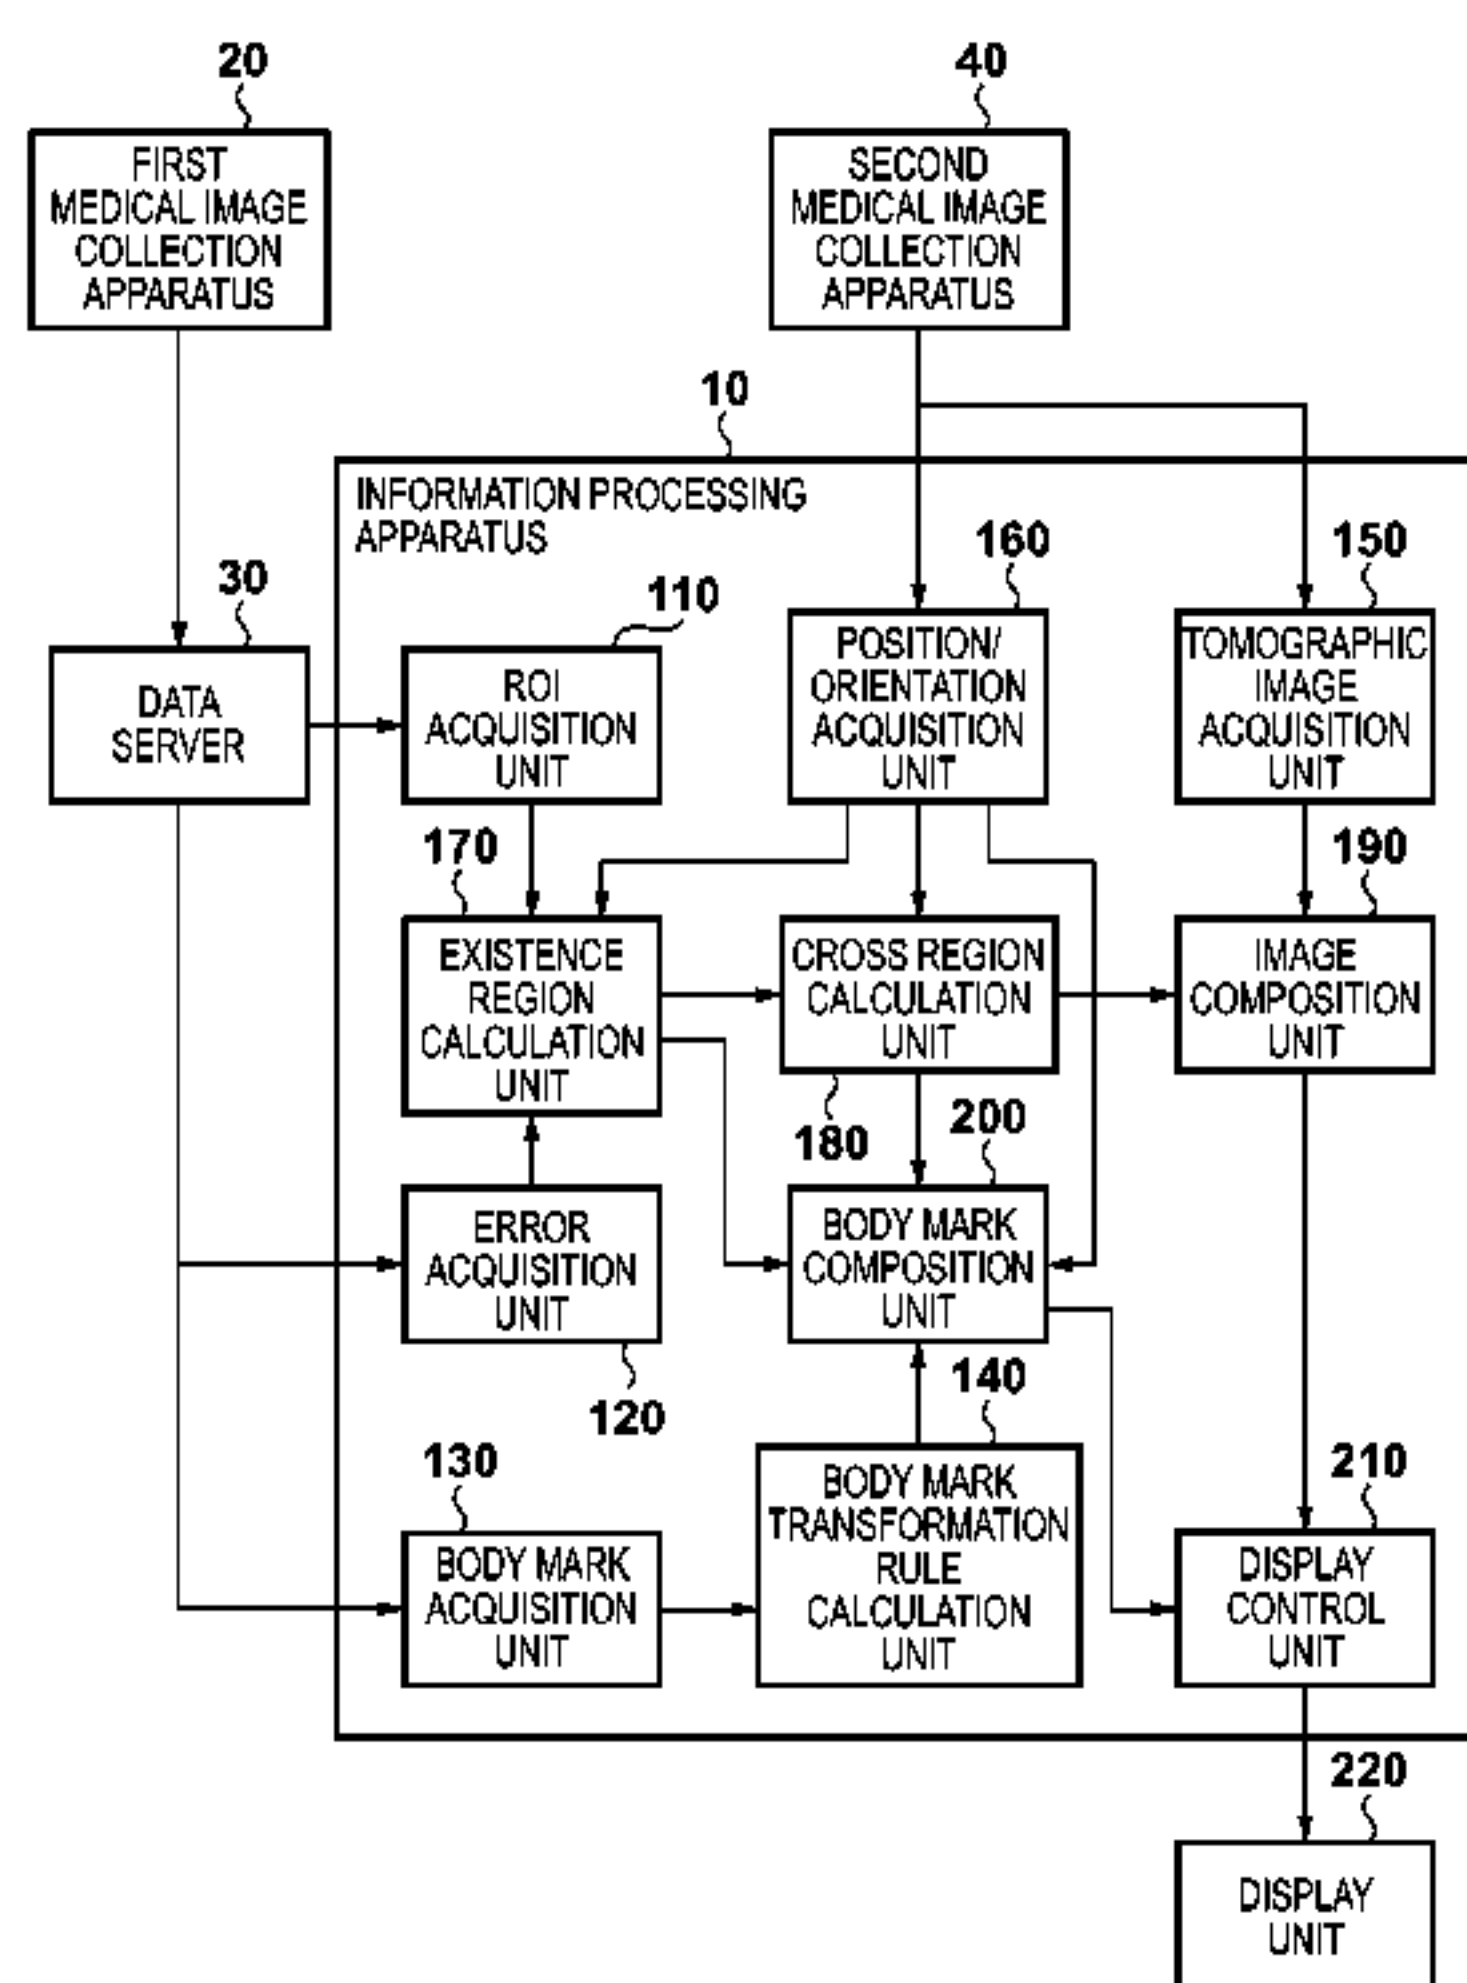 20
FIRST
MEDICAL IMAGE
COLLECTION
APPARATUS
40
SECOND
MEDICAL IMAGE
COLLECTION
APPARATUS
10
INFORMATION PROCESSING
APPARATUS
30
DATA
SERVER
110
ROI
ACQUISITION
UNIT
160
POSITION/
ORIENTATION
ACQUISITION
UNIT
150
TOMOGRAPHIC
IMAGE
ACQUISITION
UNIT
170
EXISTENCE
REGION
CALCULATION
UNIT
CROSS REGION
CALCULATION
UNIT
180
190
IMAGE
COMPOSITION
UNIT
ERROR
ACQUISITION
UNIT
120
200
BODY MARK
COMPOSITION
UNIT
130
BODY MARK
ACQUISITION
UNIT
140
BODY MARK
TRANSFORMATION
RULE
CALCULATION
UNIT
210
DISPLAY
CONTROL
UNIT
220
DISPLAY
UNIT